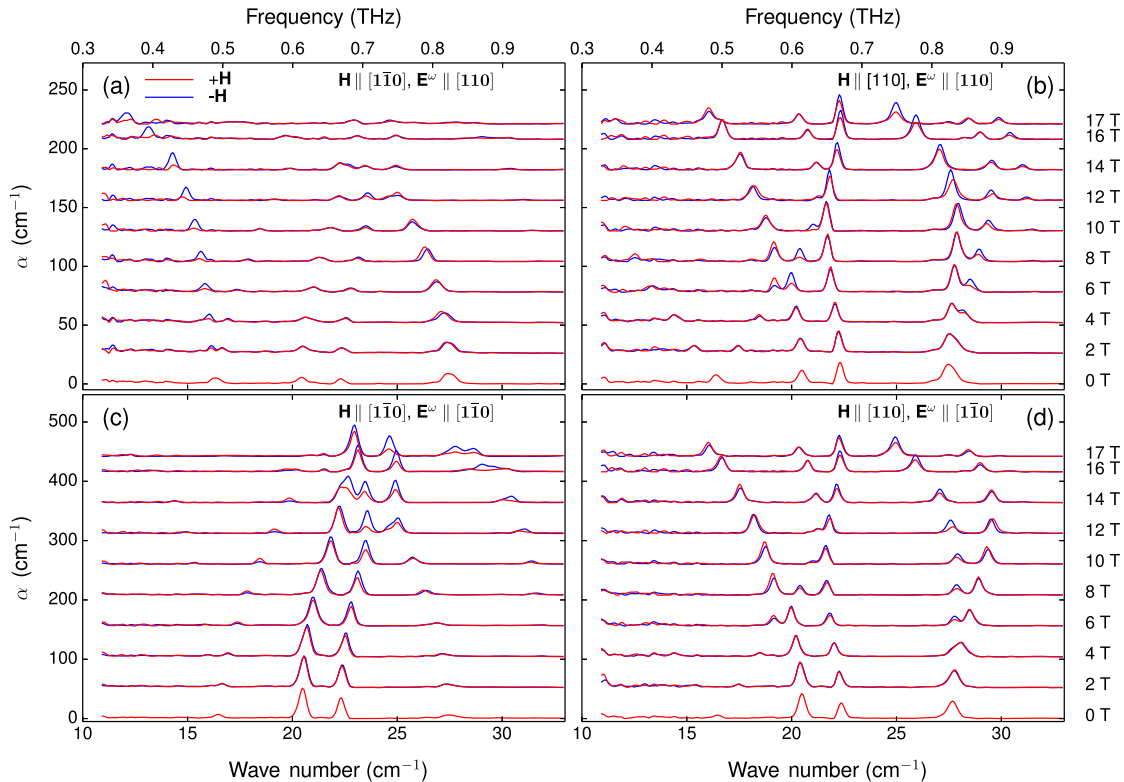 Frequency (THz) Frequency (THz)
0.3 0.4 0.5 0.6 0.7 0.8 0.9 0.3 0.4 0.5 0.6 0.7 0.8 0.9
(a) +H -H H ∥ [11̅0], E^ω ∥ [110]
(b) H ∥ [110], E^ω ∥ [110]
250
200
150
100
50
0
α (cm⁻¹)
17 T
16 T
14 T
12 T
10 T
8 T
6 T
4 T
2 T
0 T
(c) H ∥ [11̅0], E^ω ∥ [11̅0]
H ∥ [110], E^ω ∥ [11̅0] (d)
500
400
300
200
100
0
α (cm⁻¹)
17 T
16 T
14 T
12 T
10 T
8 T
6 T
4 T
2 T
0 T
10 15 20 25 30 10 15 20 25 30
Wave number (cm⁻¹) Wave number (cm⁻¹)